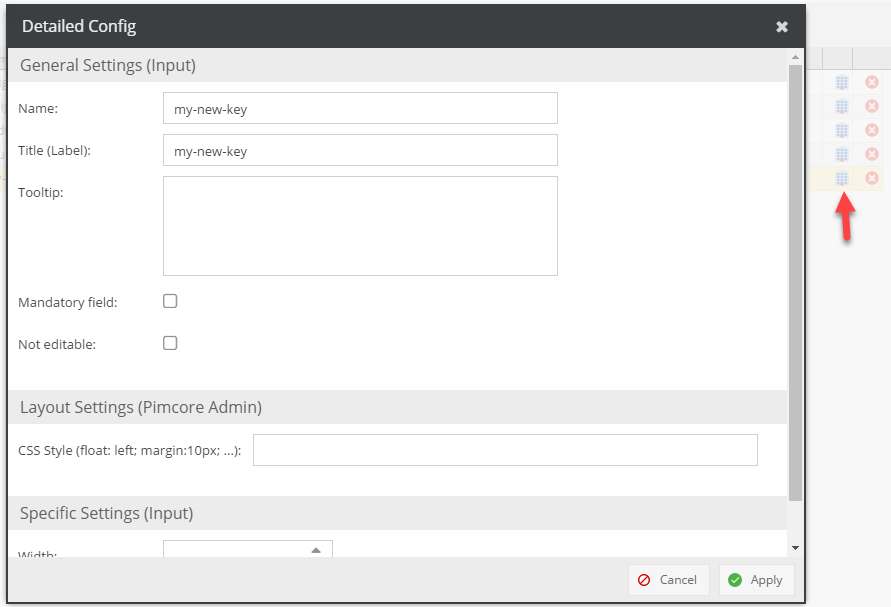 Detailed Config
General Settings (Input)
Name: my-new-key
Title (Label): my-new-key
Tooltip:
Mandatory field:
Not editable:
Layout Settings (Pimcore Admin)
CSS Style (float: left; margin:10px; ...):
Specific Settings (Input)
Width:
Cancel Apply